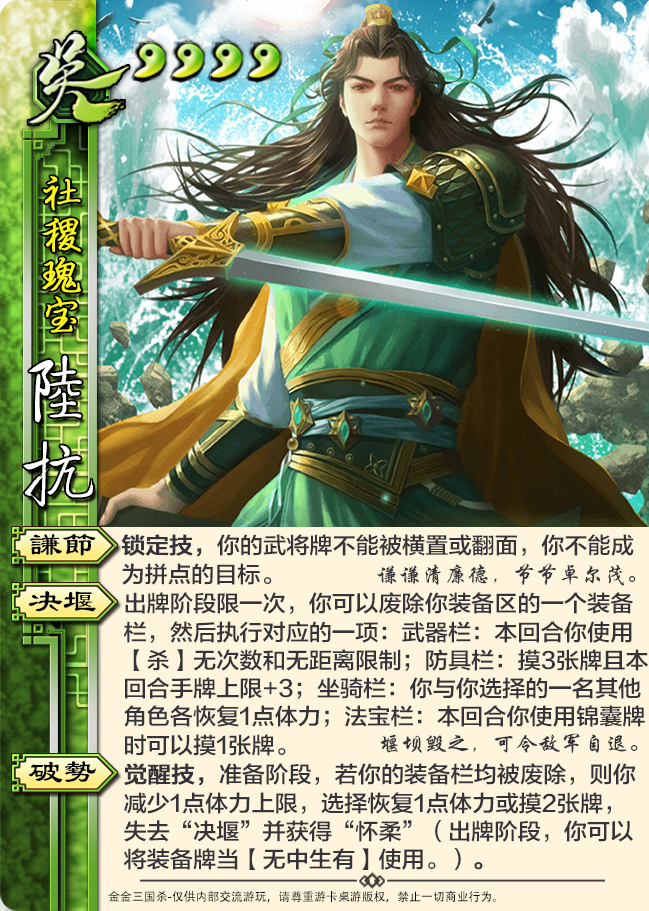 吴
社稷瑰宝
陸抗
謙節
锁定技，你的武将牌不能被横置或翻面，你不能成
为拼点的目标。 谦谦清廉德，节节卓尔茂。
决堰
出牌阶段限一次，你可以废除你装备区的一个装备
栏，然后执行对应的一项：武器栏：本回合你使用
【杀】无次数和无距离限制；防具栏：摸3张牌且本
回合手牌上限+3；坐骑栏：你与你选择的一名其他
角色各恢复1点体力；法宝栏：本回合你使用锦囊牌
时可以摸1张牌。 堰坝毁之，可令敌军自退。
破勢
觉醒技，准备阶段，若你的装备栏均被废除，则你
减少1点体力上限，选择恢复1点体力或摸2张牌，
失去“决堰”并获得“怀柔”（出牌阶段，你可以
将装备牌当【无中生有】使用。）。
金金三国杀-仅供内部交流游玩，请尊重游卡桌游版权，禁止一切商业行为。